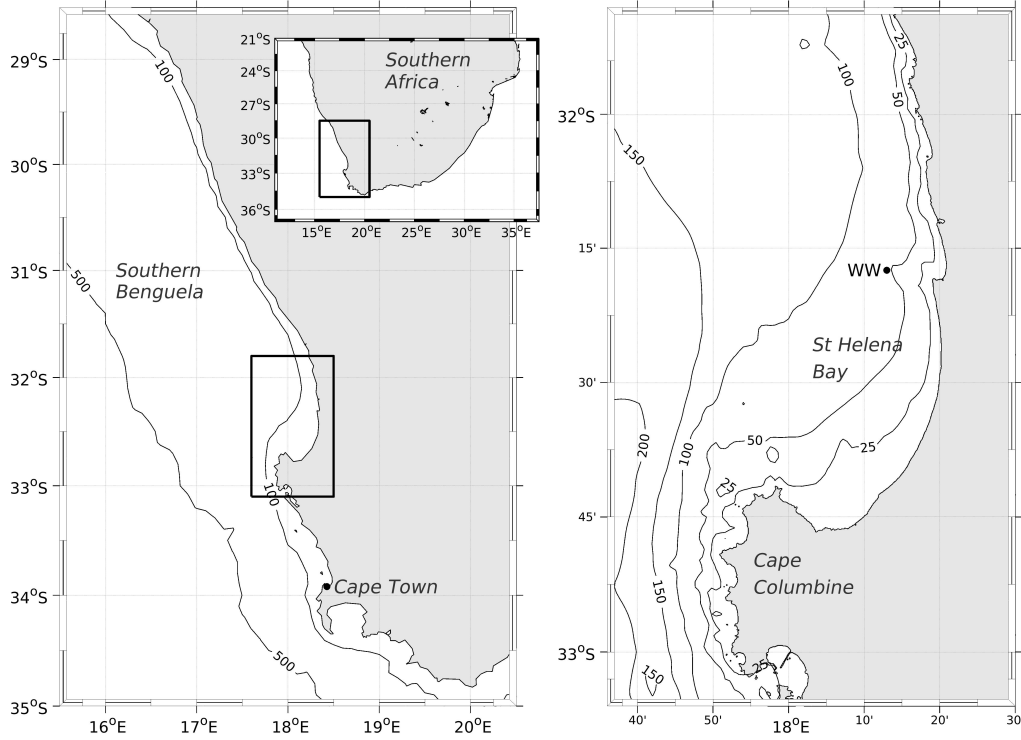 29°S
30°S
31°S
32°S
33°S
34°S
35°S
16°E
17°E
18°E
19°E
20°E
100
500
Southern
Benguela
100
500
Cape Town
21°S
24°S
27°S
30°S
33°S
36°S
15°E
20°E
25°E
30°E
35°E
Southern
Africa
32°S
15'
30'
45'
33°S
40'
50'
18°E
10'
20'
30
25
100
50
150
WW
St Helena
Bay
200
100
50
25
25
Cape
Columbine
150
150
25